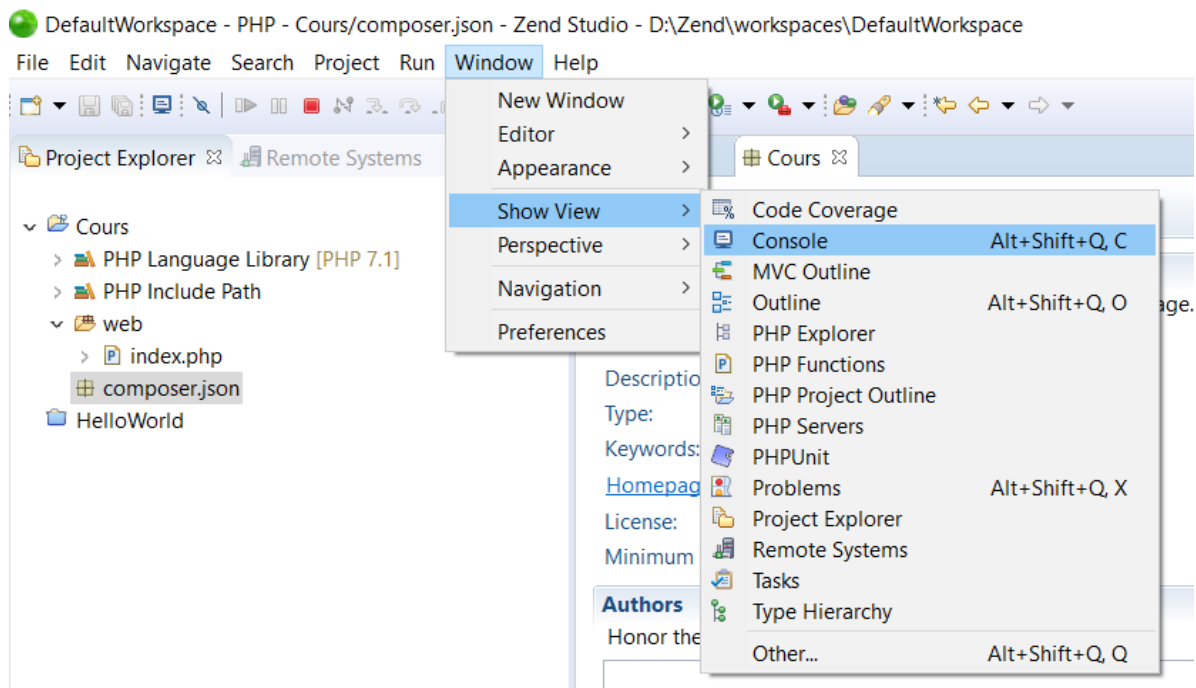 DefaultWorkspace - PHP - Cours/composer.json - Zend Studio - D:\Zend\workspaces\DefaultWorkspace
File Edit Navigate Search Project Run Window Help
New Window
Editor
Appearance
Show View
Perspective
Navigation
Preferences
Project Explorer
Remote Systems
Cours
Cours
PHP Language Library [PHP 7.1]
PHP Include Path
web
index.php
composer.json
HelloWorld
Code Coverage
Console Alt+Shift+Q, C
MVC Outline
Outline Alt+Shift+Q, O
PHP Explorer
PHP Functions
PHP Project Outline
PHP Servers
PHPUnit
Problems Alt+Shift+Q, X
Project Explorer
Remote Systems
Tasks
Type Hierarchy
Other... Alt+Shift+Q, Q
age.
Descriptio
Type:
Keywords:
Homepag
License:
Minimum
Authors
Honor the